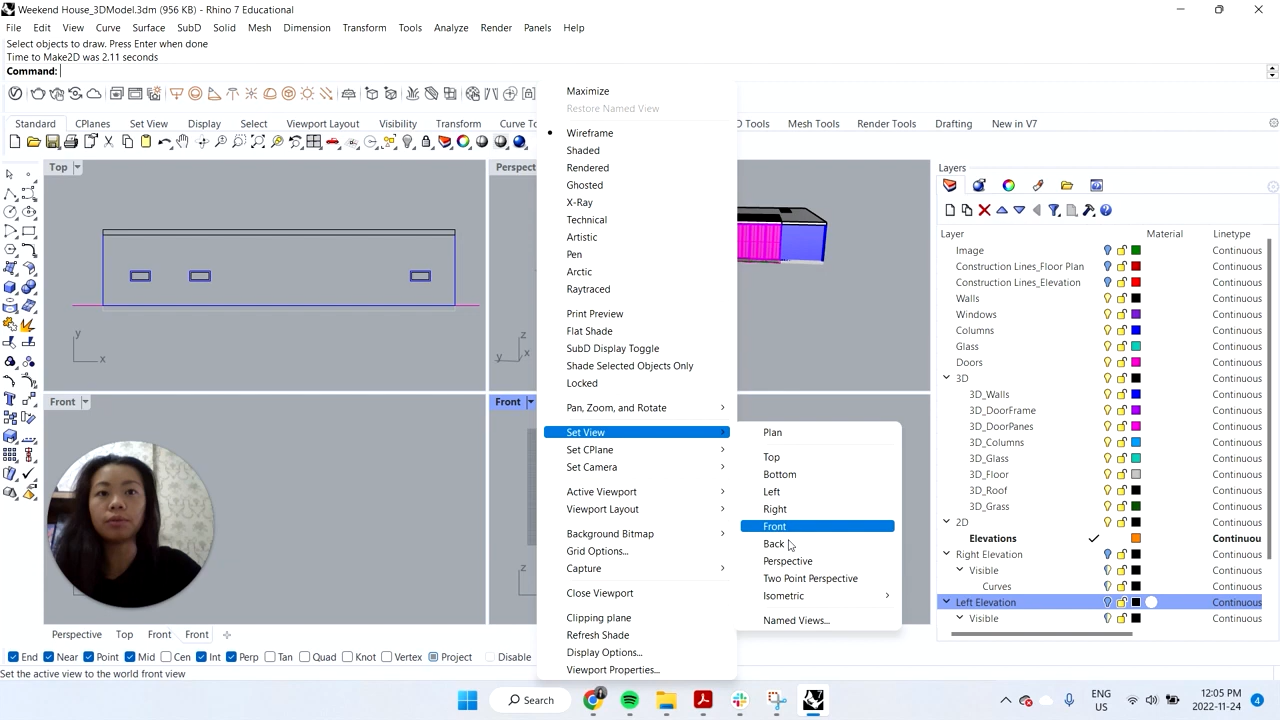 Weekend House_3DModel.3dm (956 KB) - Rhino 7 Educational
File Edit View Curve Surface Solid SubD Mesh Dimension Transform Tools Analyze Render Panels Help
Select objects to draw. Press Enter when done
Time to Make2D was 2.11 seconds
Command:
Standard CPlanes Set View Display Select Viewport Layout Visibility Transform Curve To D Tools Mesh Tools Render Tools Drafting New in V7
Top
y
x
Perspect
z
y x
Front
Front
z
Maximize
Restore Named View
Wireframe
Shaded
Rendered
Ghosted
X-Ray
Technical
Artistic
Pen
Arctic
Raytraced
Print Preview
Flat Shade
SubD Display Toggle
Shade Selected Objects Only
Locked
Pan, Zoom, and Rotate
Set View
Set CPlane
Set Camera
Active Viewport
Viewport Layout
Background Bitmap
Grid Options...
Capture
Close Viewport
Clipping plane
Refresh Shade
Display Options...
Viewport Properties...
Plan
Top
Bottom
Left
Right
Front
Back
Perspective
Two Point Perspective
Isometric
Named Views...
Layers
Layer Material Linetype
Image Continuous
Construction Lines_Floor Plan Continuous
Construction Lines_Elevation Continuous
Walls Continuous
Windows Continuous
Columns Continuous
Glass Continuous
Doors Continuous
3D Continuous
3D_Walls Continuous
3D_DoorFrame Continuous
3D_DoorPanes Continuous
3D_Columns Continuous
3D_Glass Continuous
3D_Floor Continuous
3D_Roof Continuous
3D_Grass Continuous
2D Continuous
Elevations Continuou
Right Elevation Continuous
Visible Continuous
Curves Continuous
Left Elevation Continuous
Visible Continuous
Perspective Top Front Front
End Near Point Mid Cen Int Perp Tan Quad Knot Vertex Project Disable
Set the active view to the world front view
Search
ENG
US
12:05 PM
2022-11-24
4